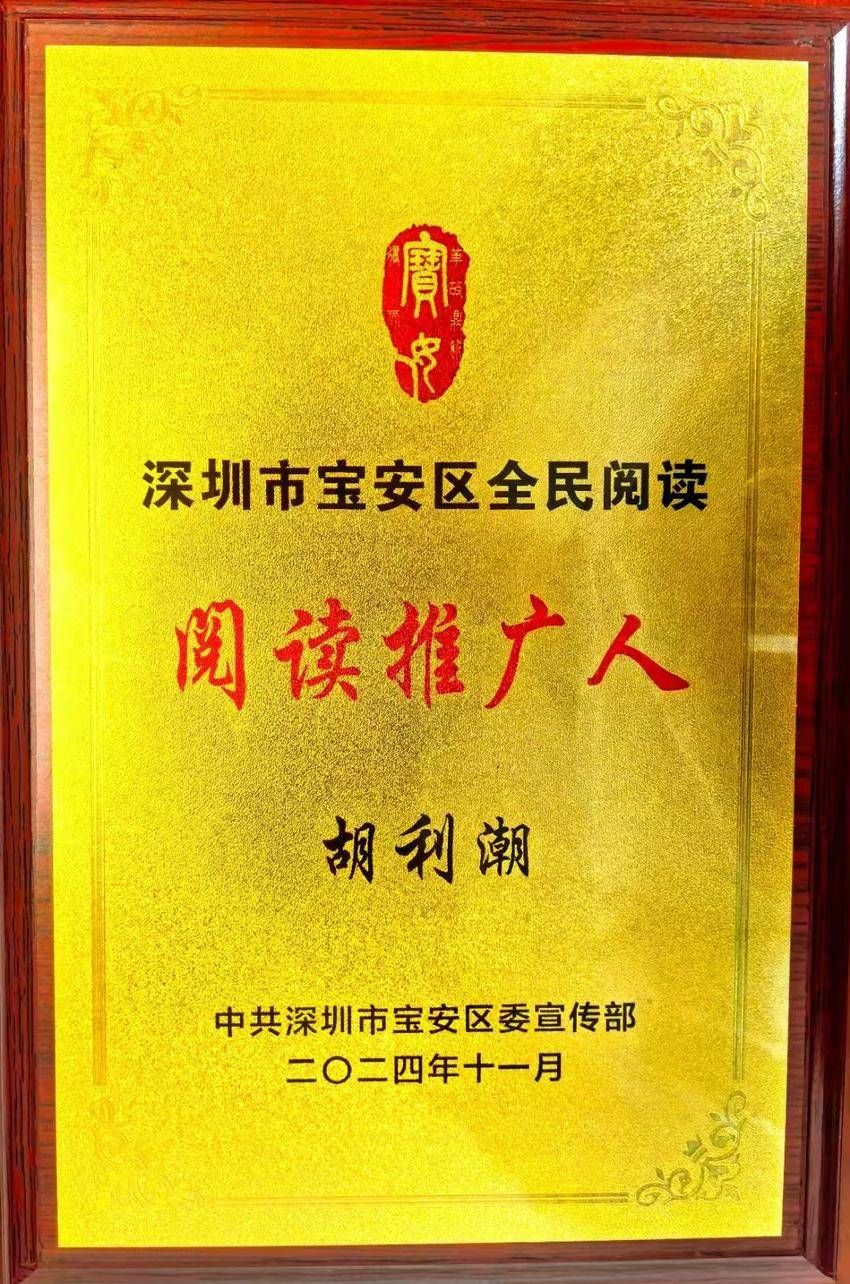 寶安
深圳市宝安区全民阅读
阅读推广人
胡利潮
中共深圳市宝安区委宣传部
二〇二四年十一月